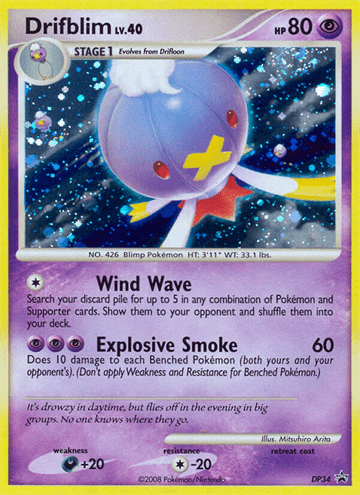 Drifblim LV.40 HP 80
STAGE 1 Evolves from Drifloon
NO. 426 Blimp Pokémon HT: 3'11" WT: 33.1 lbs.
Wind Wave
Search your discard pile for up to 5 in any combination of Pokémon and
Supporter cards. Show them to your opponent and shuffle them into
your deck.
Explosive Smoke 60
Does 10 damage to each Benched Pokémon (both yours and your
opponent's). (Don't apply Weakness and Resistance for Benched Pokémon.)
It's drowzy in daytime, but flies off in the evening in big
groups. No one knows where they go.
Illus. Mitsuhiro Arito
weakness resistance retreat cost
+20 -20
©2008 Pokémon/Nintendo DP34